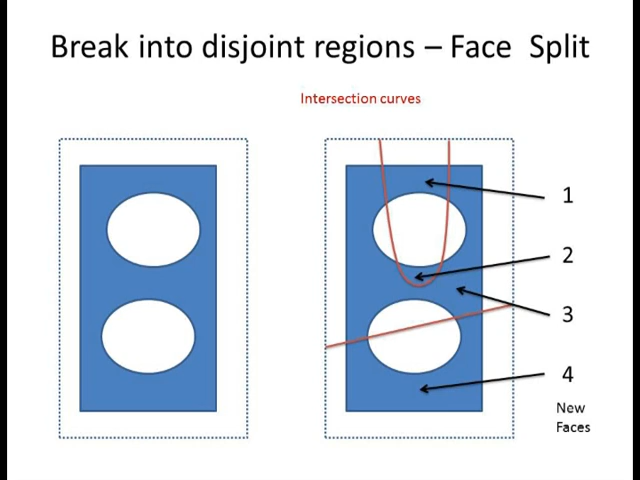 Break into disjoint regions – Face Split
Intersection curves
1
2
3
4
New
Faces